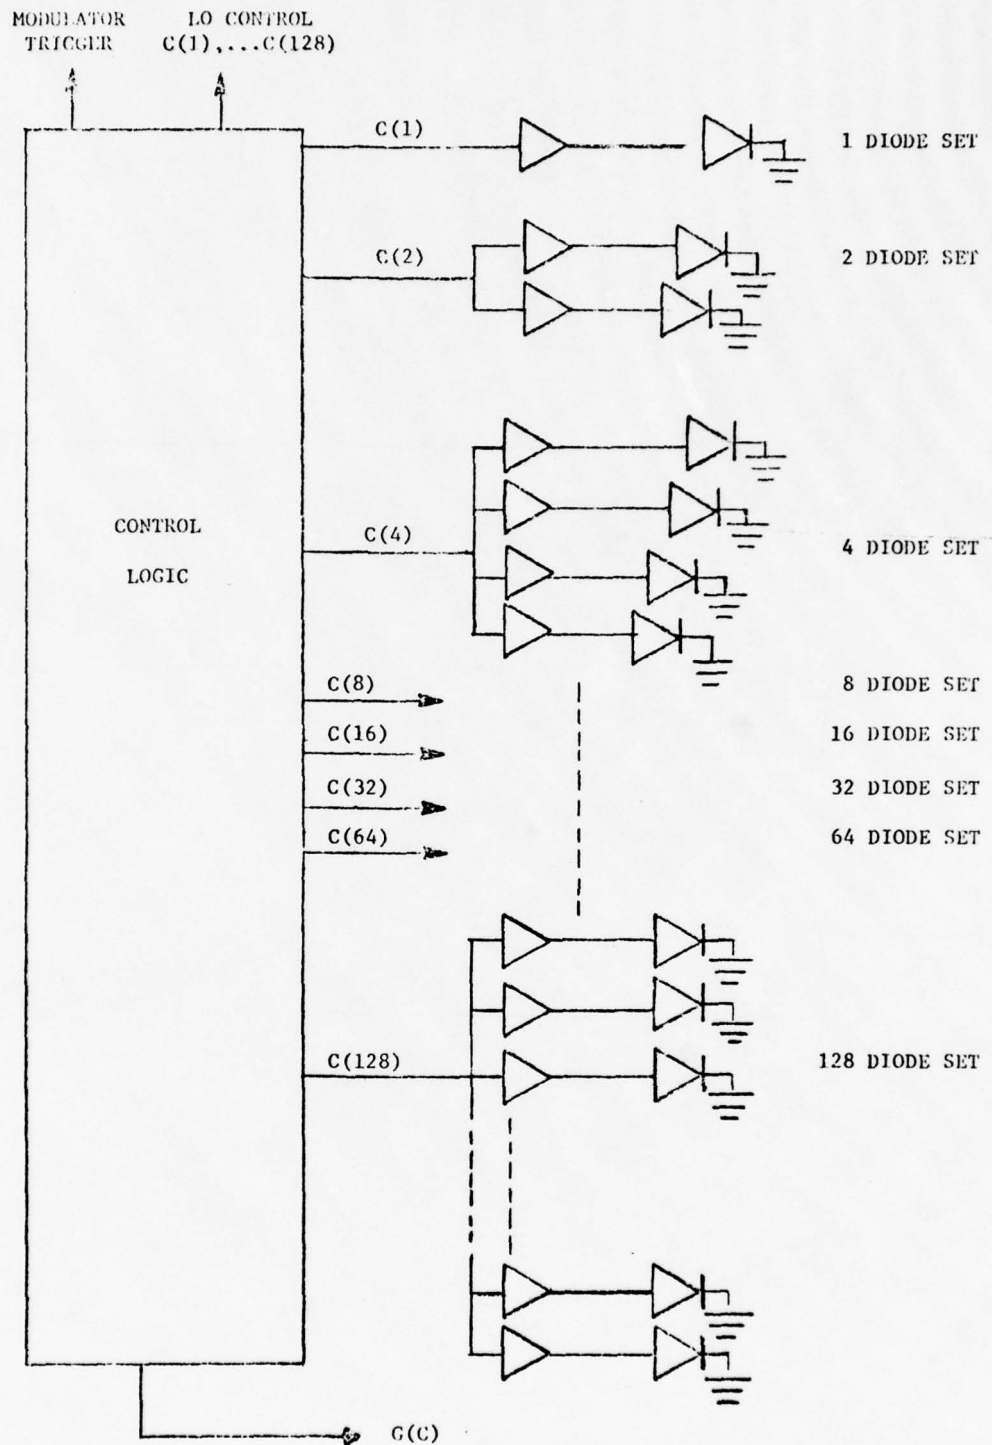 MODULATOR LO CONTROL
TRIGGER C(1),...C(128)
C(1)
1 DIODE SET
C(2)
2 DIODE SET
CONTROL
LOGIC
C(4)
4 DIODE SET
C(8)
8 DIODE SET
C(16)
16 DIODE SET
C(32)
32 DIODE SET
C(64)
64 DIODE SET
C(128)
128 DIODE SET
G(C)